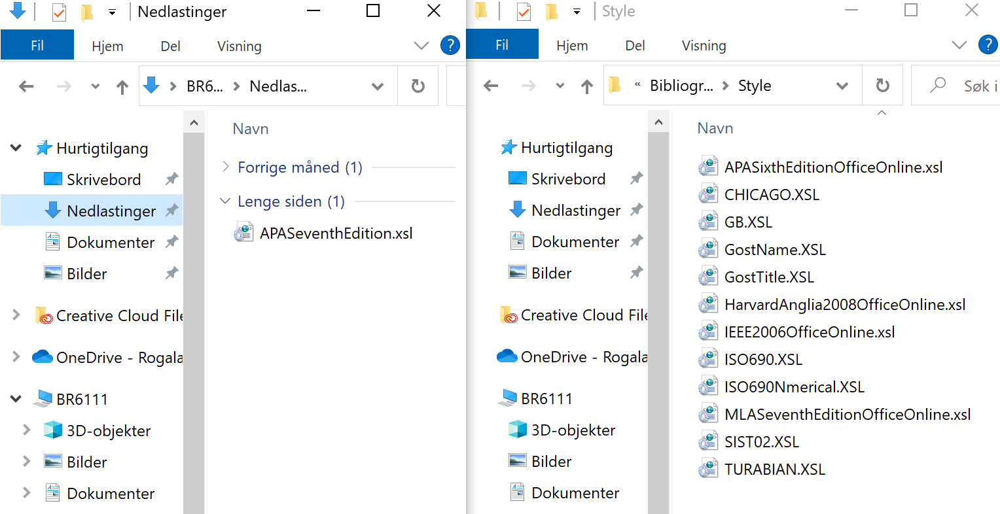 Nedlastinger
Fil Hjem Del Visning ?
BR6... Nedlas...
Navn
Hurtigtilgang
Skrivebord
Nedlastinger
Dokumenter
Bilder
Creative Cloud File
OneDrive - Rogala
BR6111
3D-objekter
Bilder
Dokumenter
Forrige måned (1)
Lenge siden (1)
APASeventhEdition.xsl
Style
Fil Hjem Del Visning ?
« Bibliogr... Style Søk i
Navn
Hurtigtilgang
Skrivebord
Nedlastinger
Dokumenter
Bilder
Creative Cloud File
OneDrive - Rogala
BR6111
3D-objekter
Bilder
Dokumenter
APASixthEditionOfficeOnline.xsl
CHICAGO.XSL
GB.XSL
GostName.XSL
GostTitle.XSL
HarvardAnglia2008OfficeOnline.xsl
IEEE2006OfficeOnline.xsl
ISO690.XSL
ISO690Nmerical.XSL
MLASeventhEditionOfficeOnline.xsl
SIST02.XSL
TURABIAN.XSL